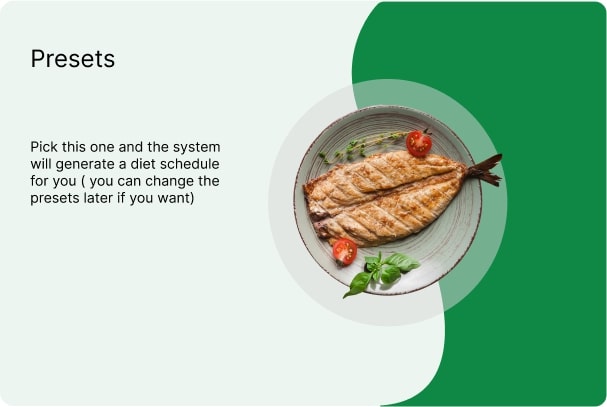 Presets
Pick this one and the system
will generate a diet schedule
for you ( you can change the
presets later if you want)